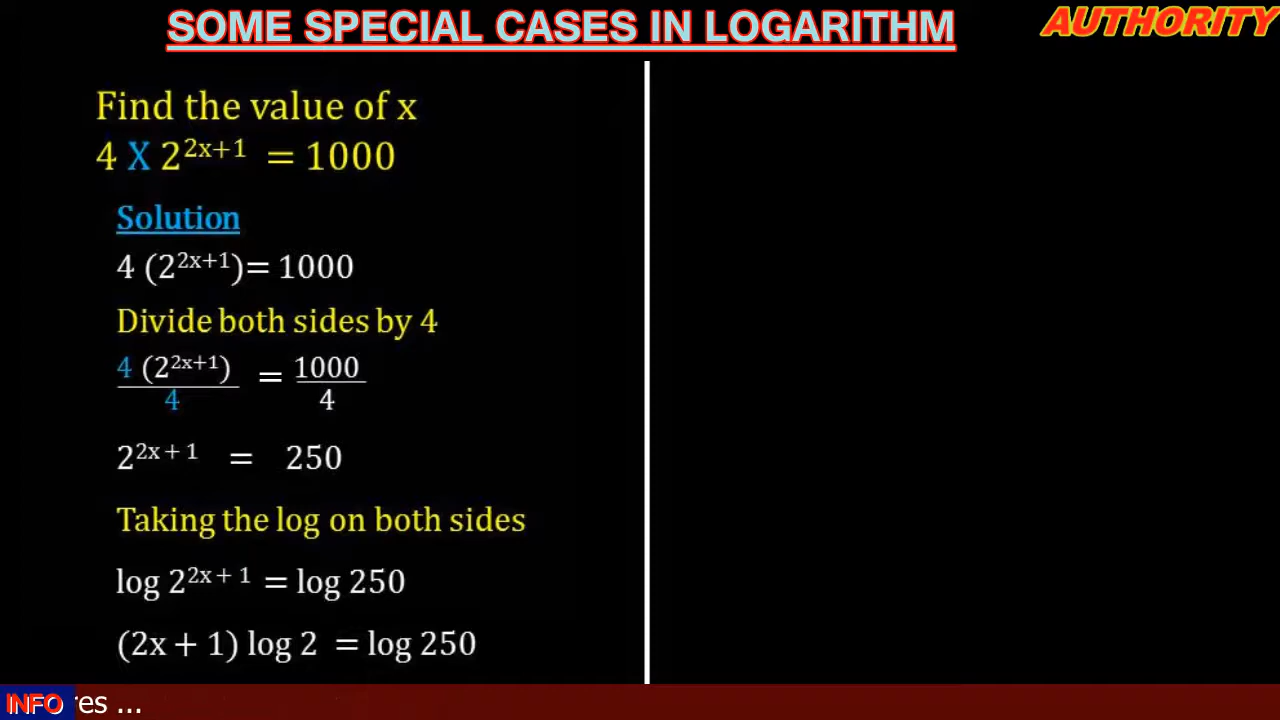 SOME SPECIAL CASES IN LOGARITHM
AUTHORITY
Find the value of x
4 X 2^{2x+1} = 1000
Solution
4 (2^{2x+1})= 1000
Divide both sides by 4
4 (2^{2x+1})/4 = 1000/4
2^{2x + 1} = 250
Taking the log on both sides
log 2^{2x + 1} = log 250
(2x + 1) log 2 = log 250
INFO res ...